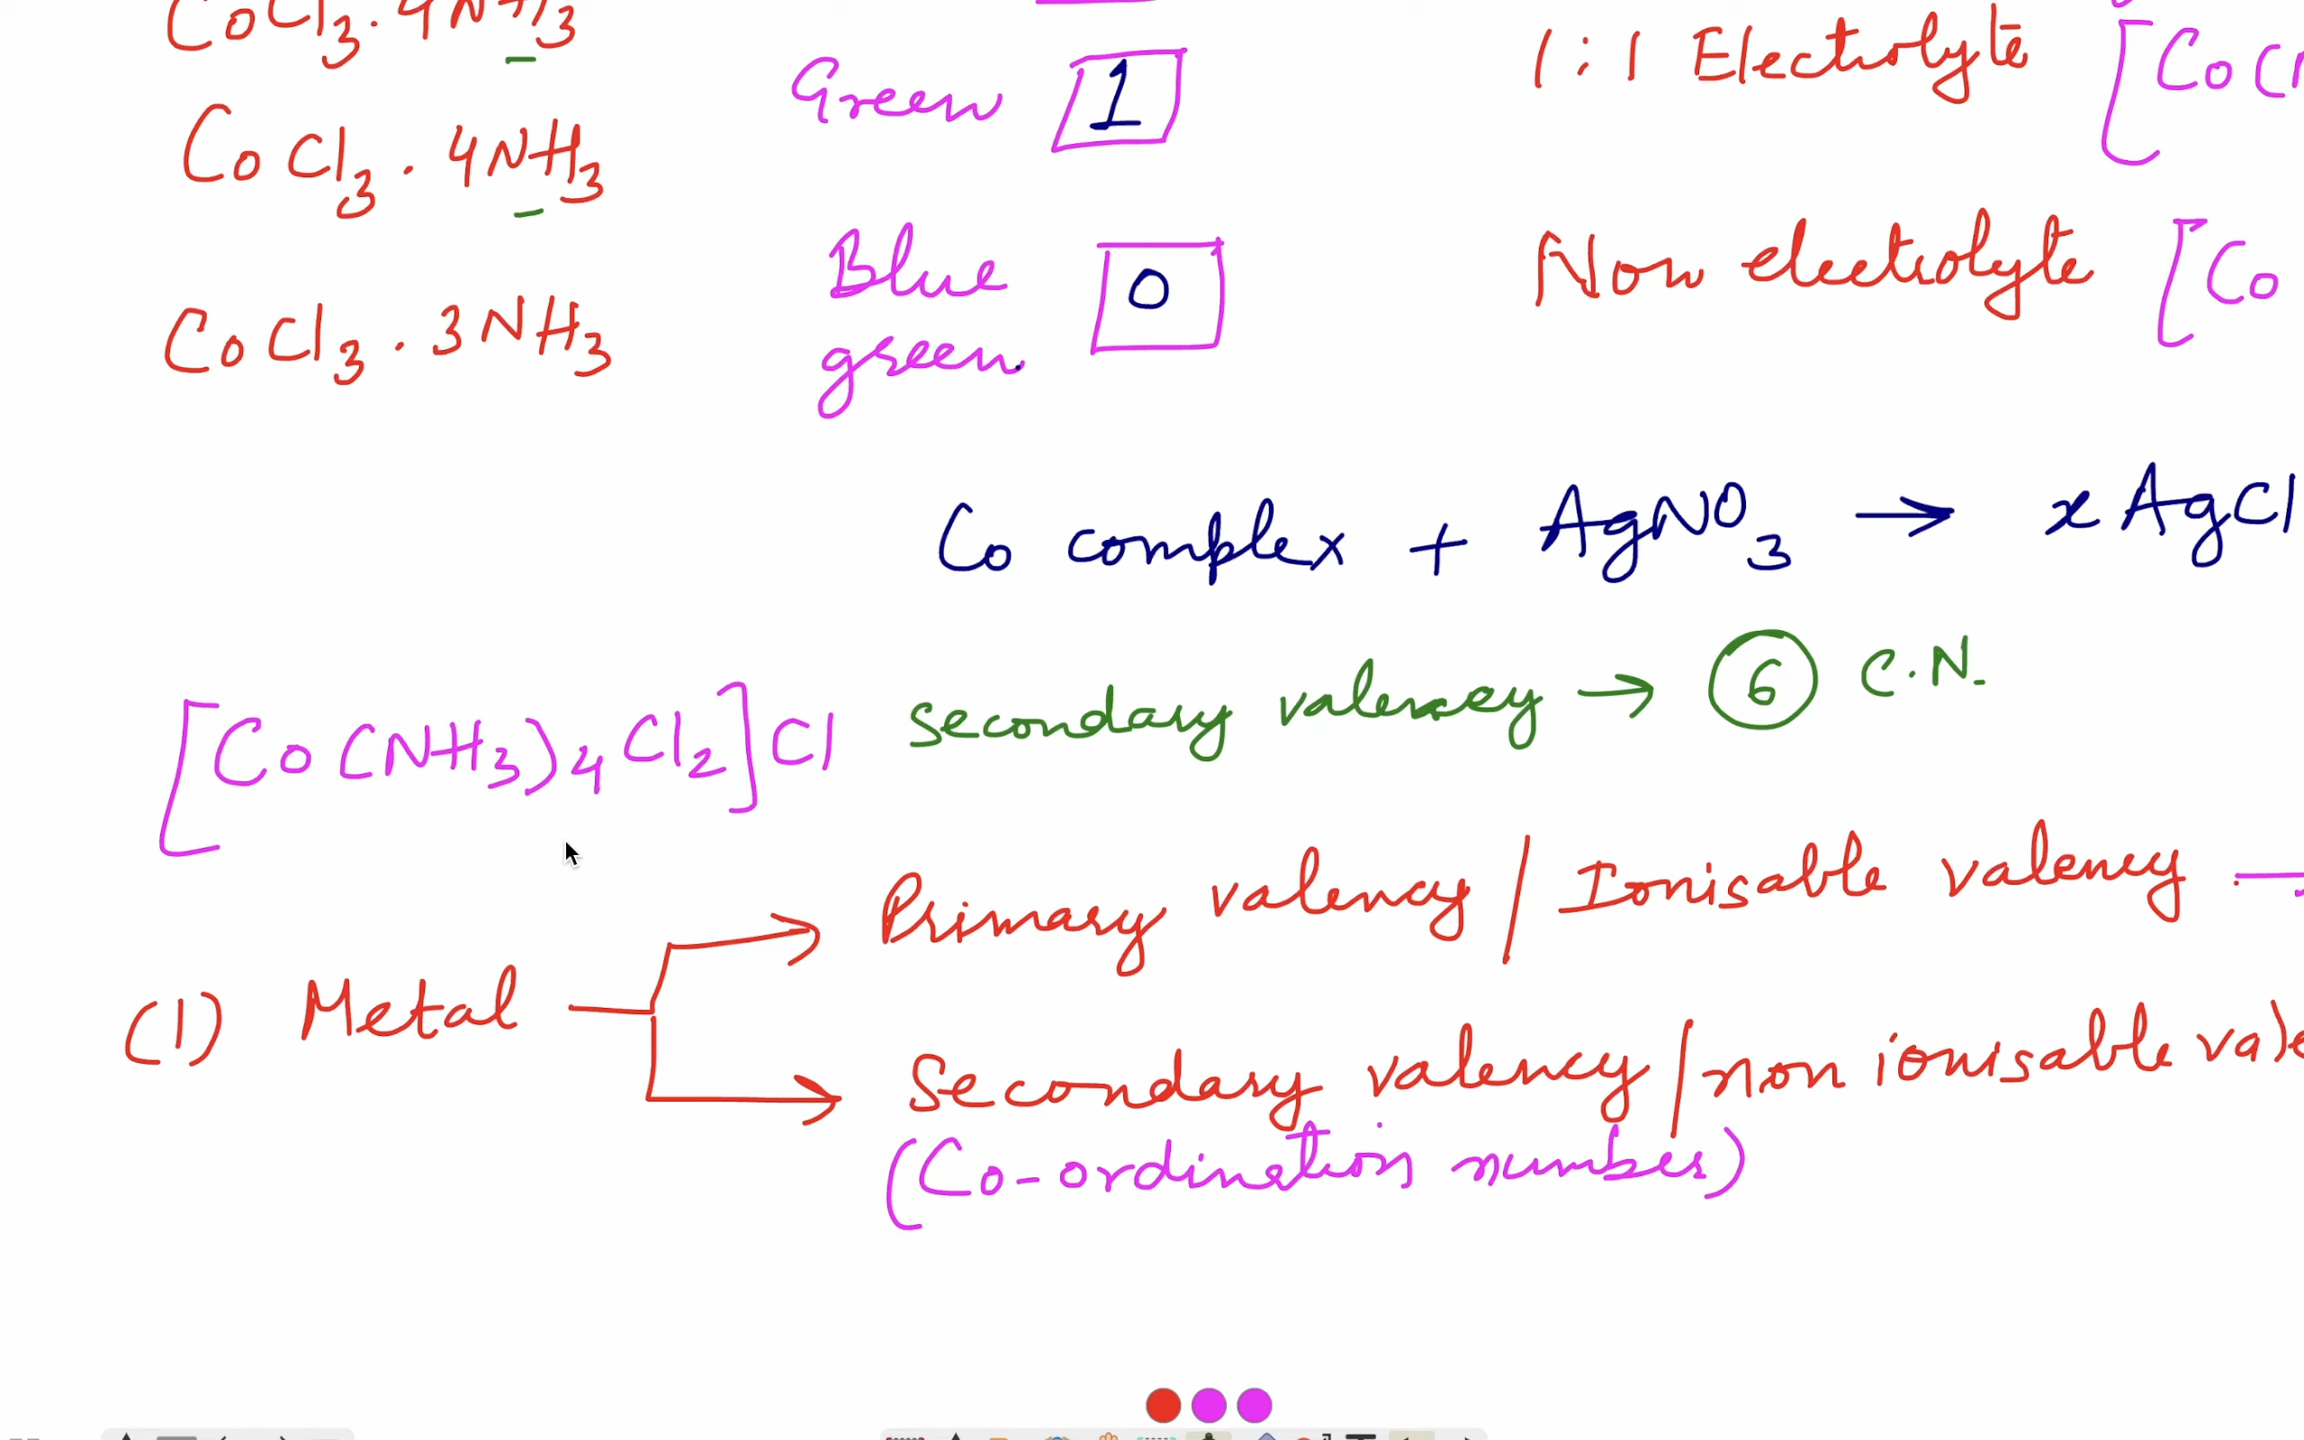 CoCl3.4NH3
Green 1 1:1 Electrolyte [Co(
CoCl3.4NH3
Blue green. 0 Non electrolyte [Co
CoCl3.3NH3
Co complex + AgNO3 → x AgCl
secondary valency → 6 C.N.
[Co(NH3)4Cl2]Cl
Primary valency / Ionisable valency →
(1) Metal
Secondary valency / non ionisable vale
(Co-ordination number)